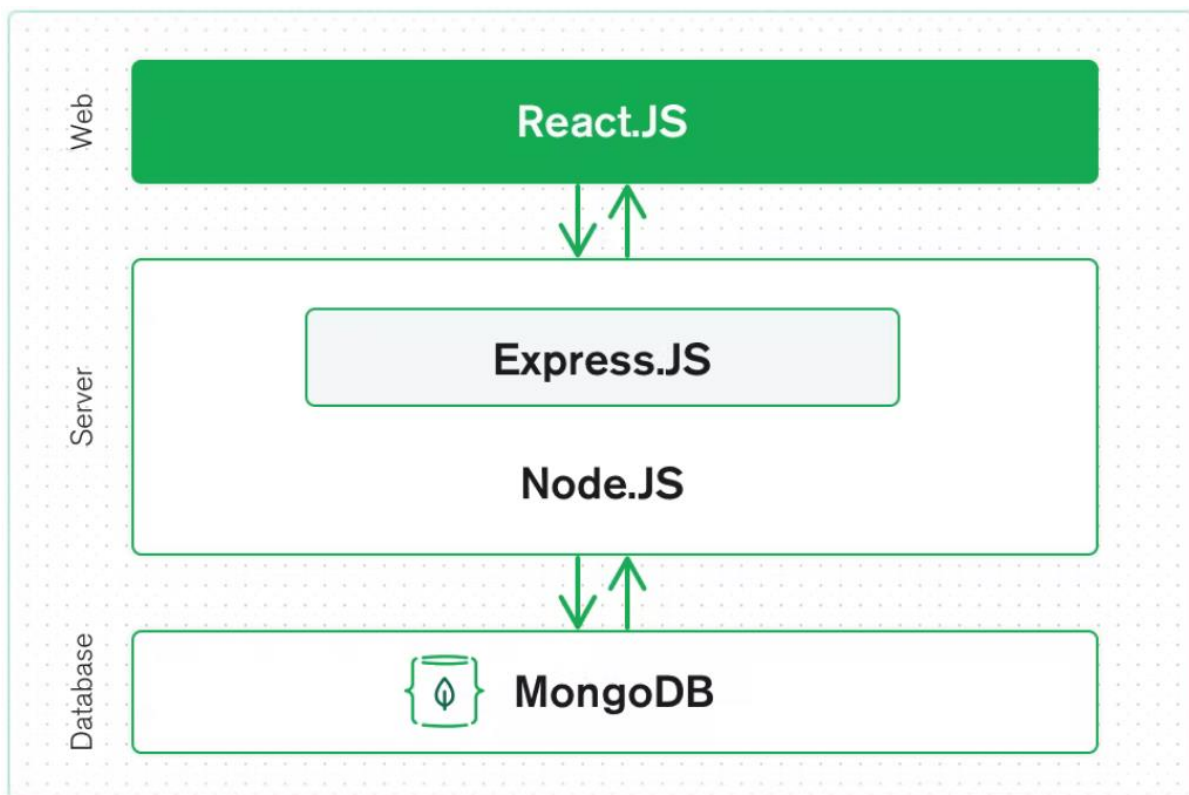 Web
React.JS
Server
Express.JS
Node.JS
Database
MongoDB